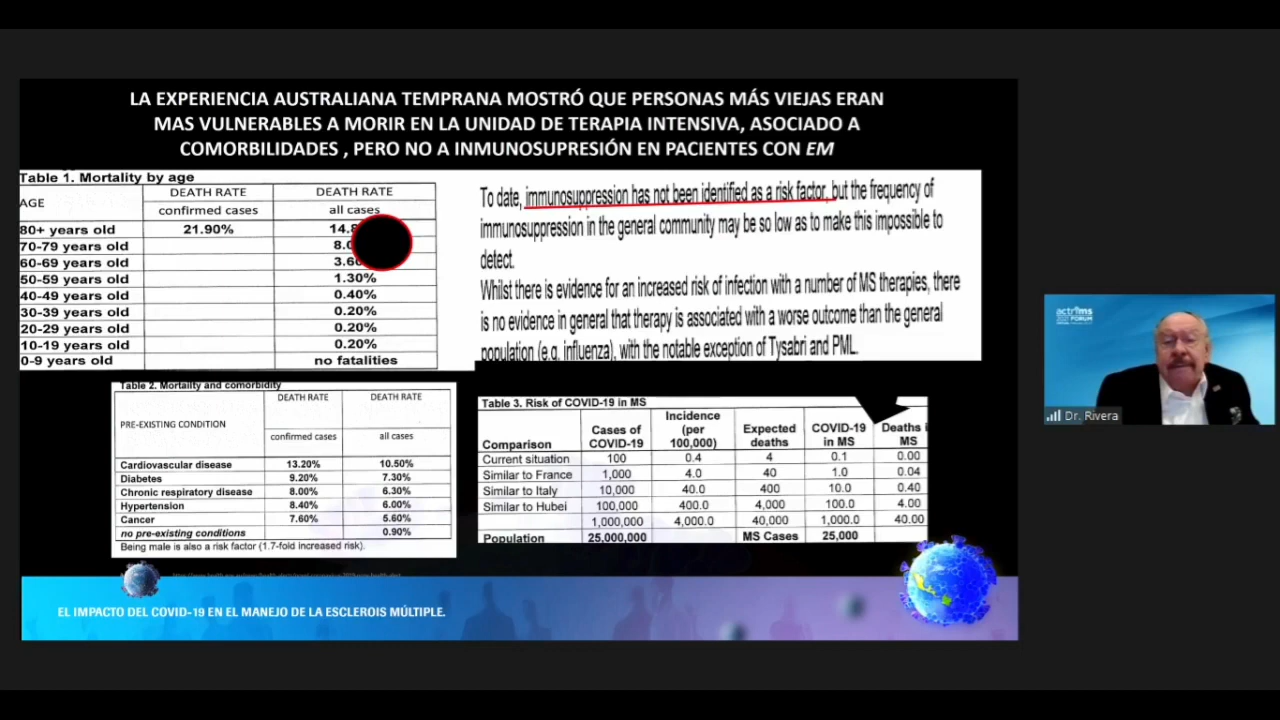 LA EXPERIENCIA AUSTRALIANA TEMPRANA MOSTRÓ QUE PERSONAS MÁS VIEJAS ERAN
MAS VULNERABLES A MORIR EN LA UNIDAD DE TERAPIA INTENSIVA, ASOCIADO A
COMORBILIDADES , PERO NO A INMUNOSUPRESIÓN EN PACIENTES CON EM
Table 1. Mortality by age
AGE DEATH RATE DEATH RATE
confirmed cases all cases
80+ years old 21.90% 14.8
70-79 years old 8.0
60-69 years old 3.6
50-59 years old 1.30%
40-49 years old 0.40%
30-39 years old 0.20%
20-29 years old 0.20%
10-19 years old 0.20%
0-9 years old no fatalities
To date, immunosuppression has not been identified as a risk factor, but the frequency of
immunosuppression in the general community may be so low as to make this impossible to
detect.
Whilst there is evidence for an increased risk of infection with a number of MS therapies, there
is no evidence in general that therapy is associated with a worse outcome than the general
population (e.g. influenza), with the notable exception of Tysabri and PML.
Table 2. Mortality and comorbidity
PRE-EXISTING CONDITION DEATH RATE DEATH RATE
confirmed cases all cases
Cardiovascular disease 13.20% 10.50%
Diabetes 9.20% 7.30%
Chronic respiratory disease 8.00% 6.30%
Hypertension 8.40% 6.00%
Cancer 7.60% 5.60%
no pre-existing conditions 0.90%
Being male is also a risk factor (1.7-fold increased risk).
Table 3. Risk of COVID-19 in MS
Comparison Cases of COVID-19 Incidence (per 100,000) Expected deaths COVID-19 in MS Deaths i MS
Current situation 100 0.4 4 0.1 0.00
Similar to France 1,000 4.0 40 1.0 0.04
Similar to Italy 10,000 40.0 400 10.0 0.40
Similar to Hubei 100,000 400.0 4,000 100.0 4.00
1,000,000 4,000.0 40,000 1,000.0 40.00
Population 25,000,000 MS Cases 25,000
EL IMPACTO DEL COVID-19 EN EL MANEJO DE LA ESCLEROIS MÚLTIPLE.
actrims
FORUM
Dr. Rivera